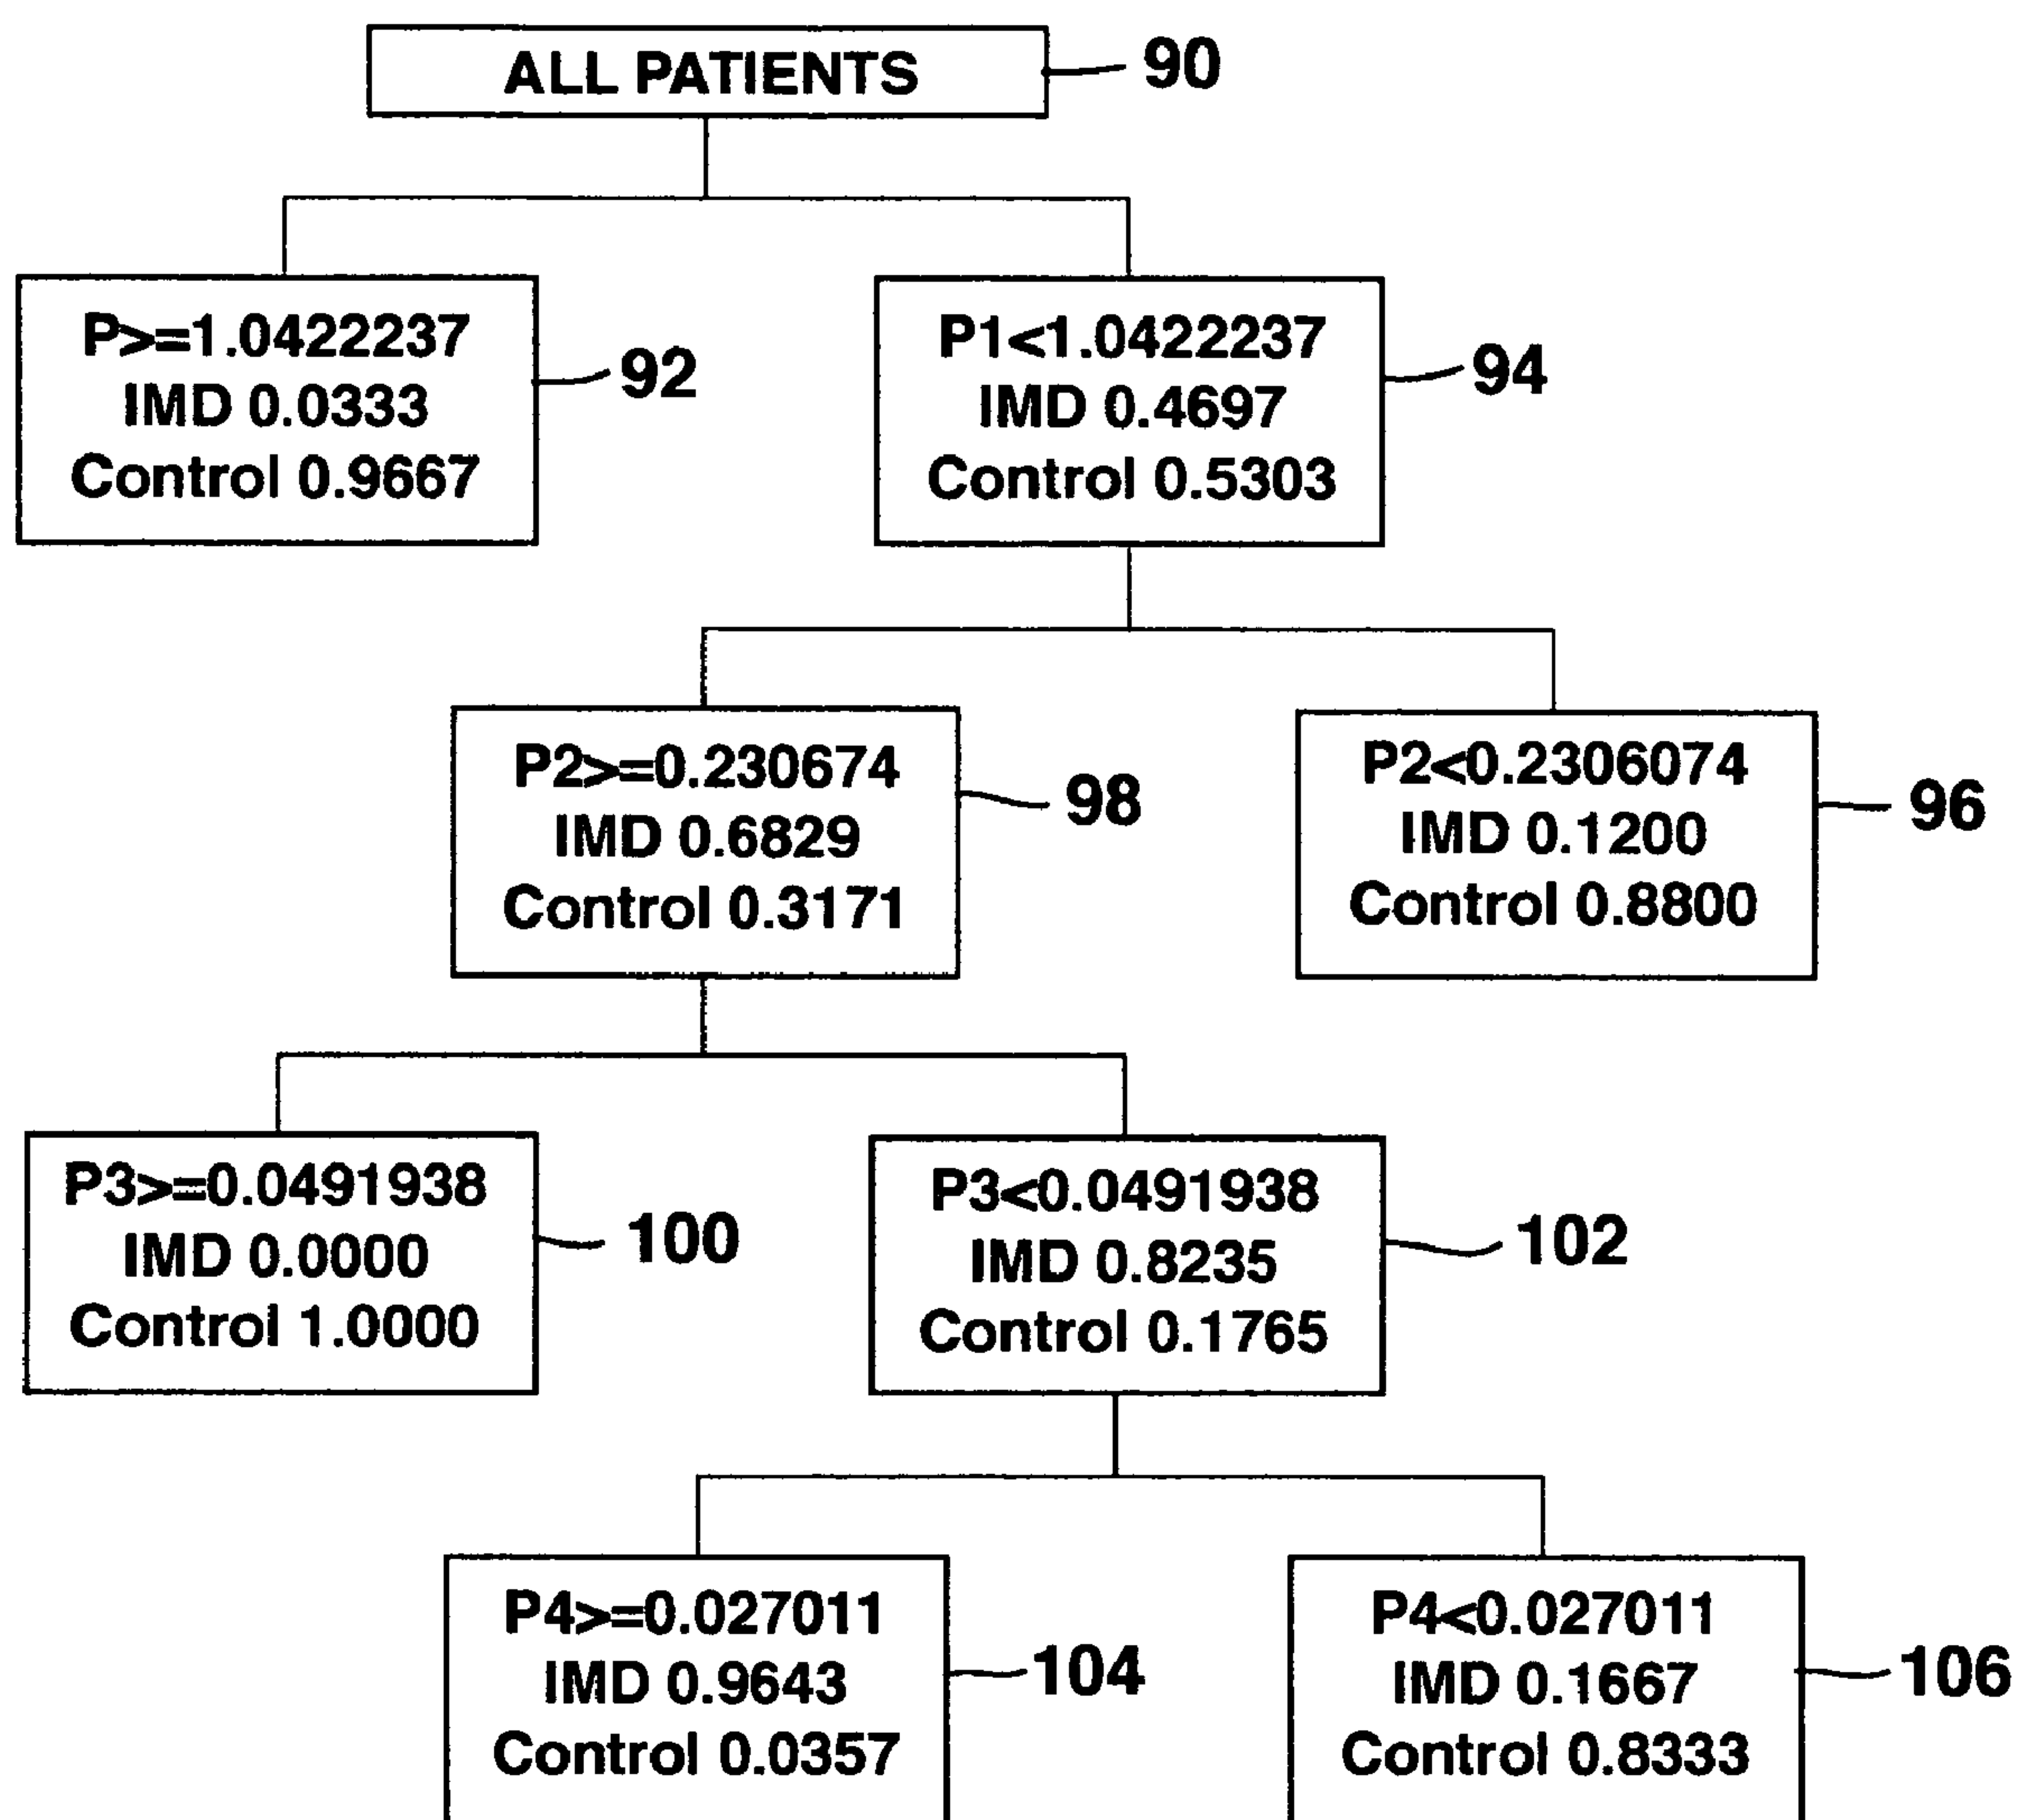 ALL PATIENTS
90
P>=1.0422237
IMD 0.0333
Control 0.9667
92
P1<1.0422237
IMD 0.4697
Control 0.5303
94
P2>=0.230674
IMD 0.6829
Control 0.3171
98
P2<0.2306074
IMD 0.1200
Control 0.8800
96
P3>=0.0491938
IMD 0.0000
Control 1.0000
100
P3<0.0491938
IMD 0.8235
Control 0.1765
102
P4>=0.027011
IMD 0.9643
Control 0.0357
104
P4<0.027011
IMD 0.1667
Control 0.8333
106